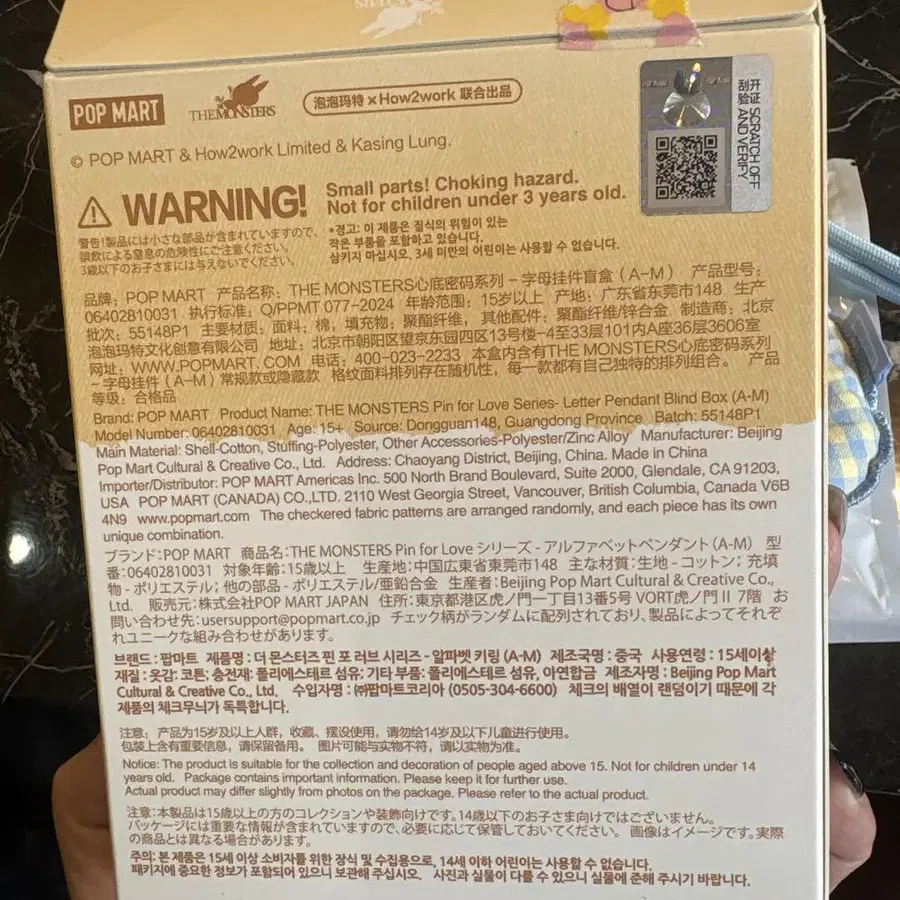 POP MART
THE MONSTERS
泡泡玛特 × How2work 联合出品
开证 SCRATCH OFF
刮验 AND VERIFY
© POP MART & How2work Limited & Kasing Lung.
WARNING!
Small parts! Choking hazard.
Not for children under 3 years old.
警告!製品には小さな部品が含まれていますので、
誤飲による窒息の危険性にご注意ください。
3歳以下のお子さまには与えないでください。
*경고: 이 제품은 질식의 위험이 있는
작은 부품을 포함하고 있습니다.
삼키지 마십시오. 3세 미만의 어린이는 사용할 수 없습니다.
品牌：POP MART 产品名称：THE MONSTERS心底密码系列－字母挂件盲盒（A-M） 产品型号：
06402810031 执行标准：Q/PPMT 077-2024 年龄范围：15岁以上 产地：广东省东莞市148 生产
批次：55148P1 主要材质：面料：棉，填充物：聚酯纤维，其他配件：聚酯纤维/锌合金 制造商：北京
泡泡玛特文化创意有限公司 地址：北京市朝阳区望京东园四区13号楼-4至33层101内A座36层3606室
网址：WWW.POPMART.COM 电话：400-023-2233 本盒内含有THE MONSTERS心底密码系列
－字母挂件（A-M）常规款或隐藏款 格纹面料排列存在随机性，每一款都有自己独特的排列组合。 产品
等级：合格品
Brand: POP MART Product Name: THE MONSTERS Pin for Love Series- Letter Pendant Blind Box (A-M)
Model Number: 06402810031 Age: 15+ Source: Dongguan148, Guangdong Province Batch: 55148P1
Main Material: Shell-Cotton, Stuffing-Polyester, Other Accessories-Polyester/Zinc Alloy Manufacturer: Beijing
Pop Mart Cultural & Creative Co., Ltd. Address: Chaoyang District, Beijing, China. Made in China
Importer/Distributor: POP MART Americas Inc. 500 North Brand Boulevard, Suite 2000, Glendale, CA 91203,
USA POP MART (CANADA) CO.,LTD. 2110 West Georgia Street, Vancouver, British Columbia, Canada V6B
4N9 www.popmart.com The checkered fabric patterns are arranged randomly, and each piece has its own
unique combination.
ブランド：POP MART 商品名：THE MONSTERS Pin for Love シリーズ - アルファベットペンダント（A-M） 型
番：06402810031 対象年齢：15歳以上 生産地：中国広東省東莞市148 主な材質：生地 - コットン；充填
物 - ポリエステル；他の部品 - ポリエステル/亜鉛合金 生産者：Beijing Pop Mart Cultural & Creative Co.,
Ltd. 販売元：株式会社POP MART JAPAN 住所：東京都港区虎ノ門一丁目13番5号 VORT虎ノ門 II 7階 お
問い合わせ先：usersupport@popmart.co.jp チェック柄がランダムに配列されており、製品によってそれぞ
れユニークな組み合わせがあります。
브랜드 : 팝마트 제품명 : 더 몬스터즈 핀 포 러브 시리즈 - 알파벳 키링 (A-M) 제조국명 : 중국 사용연령 : 15세이상
재질 : 옷감: 코튼; 충전재: 폴리에스테르 섬유; 기타 부품: 폴리에스테르 섬유, 아연합금 제조자명 : Beijing Pop Mart
Cultural & Creative Co., Ltd. 수입자명 : ㈜팝마트코리아 (0505-304-6600) 체크의 배열이 랜덤이기 때문에 각
제품의 체크무늬가 독특합니다.
注意：产品为15岁及以上人群，收藏、摆设使用，请勿给14岁及以下儿童进行使用。
包装上含有重要信息，请保留备用。 图片可能与实物不符，请以实物为准。
Notice: The product is suitable for the collection and decoration of people aged above 15. Not for children under 14
years old. Package contains important information. Please keep it for further use.
Actual product may differ slightly from photos on the package. Please refer to the actual product.
注意：本製品は15歳以上の方のコレクションや装飾向けです。14歳以下のお子さま向けではございません。
パッケージには重要な情報が含まれていますので、必要に応じて保管しておいてください。 画像はイメージです。実際
の商品とは異なる場合があります。
주의: 본 제품은 15세 이상 소비자를 위한 장식 및 수집용으로, 14세 이하 어린이는 사용할 수 없습니다.
패키지에 중요한 정보가 포함되어 있으니 보관해 주십시오. 사진과 실물이 다를 수 있으니 실물에 준해 주시기 바랍니다.